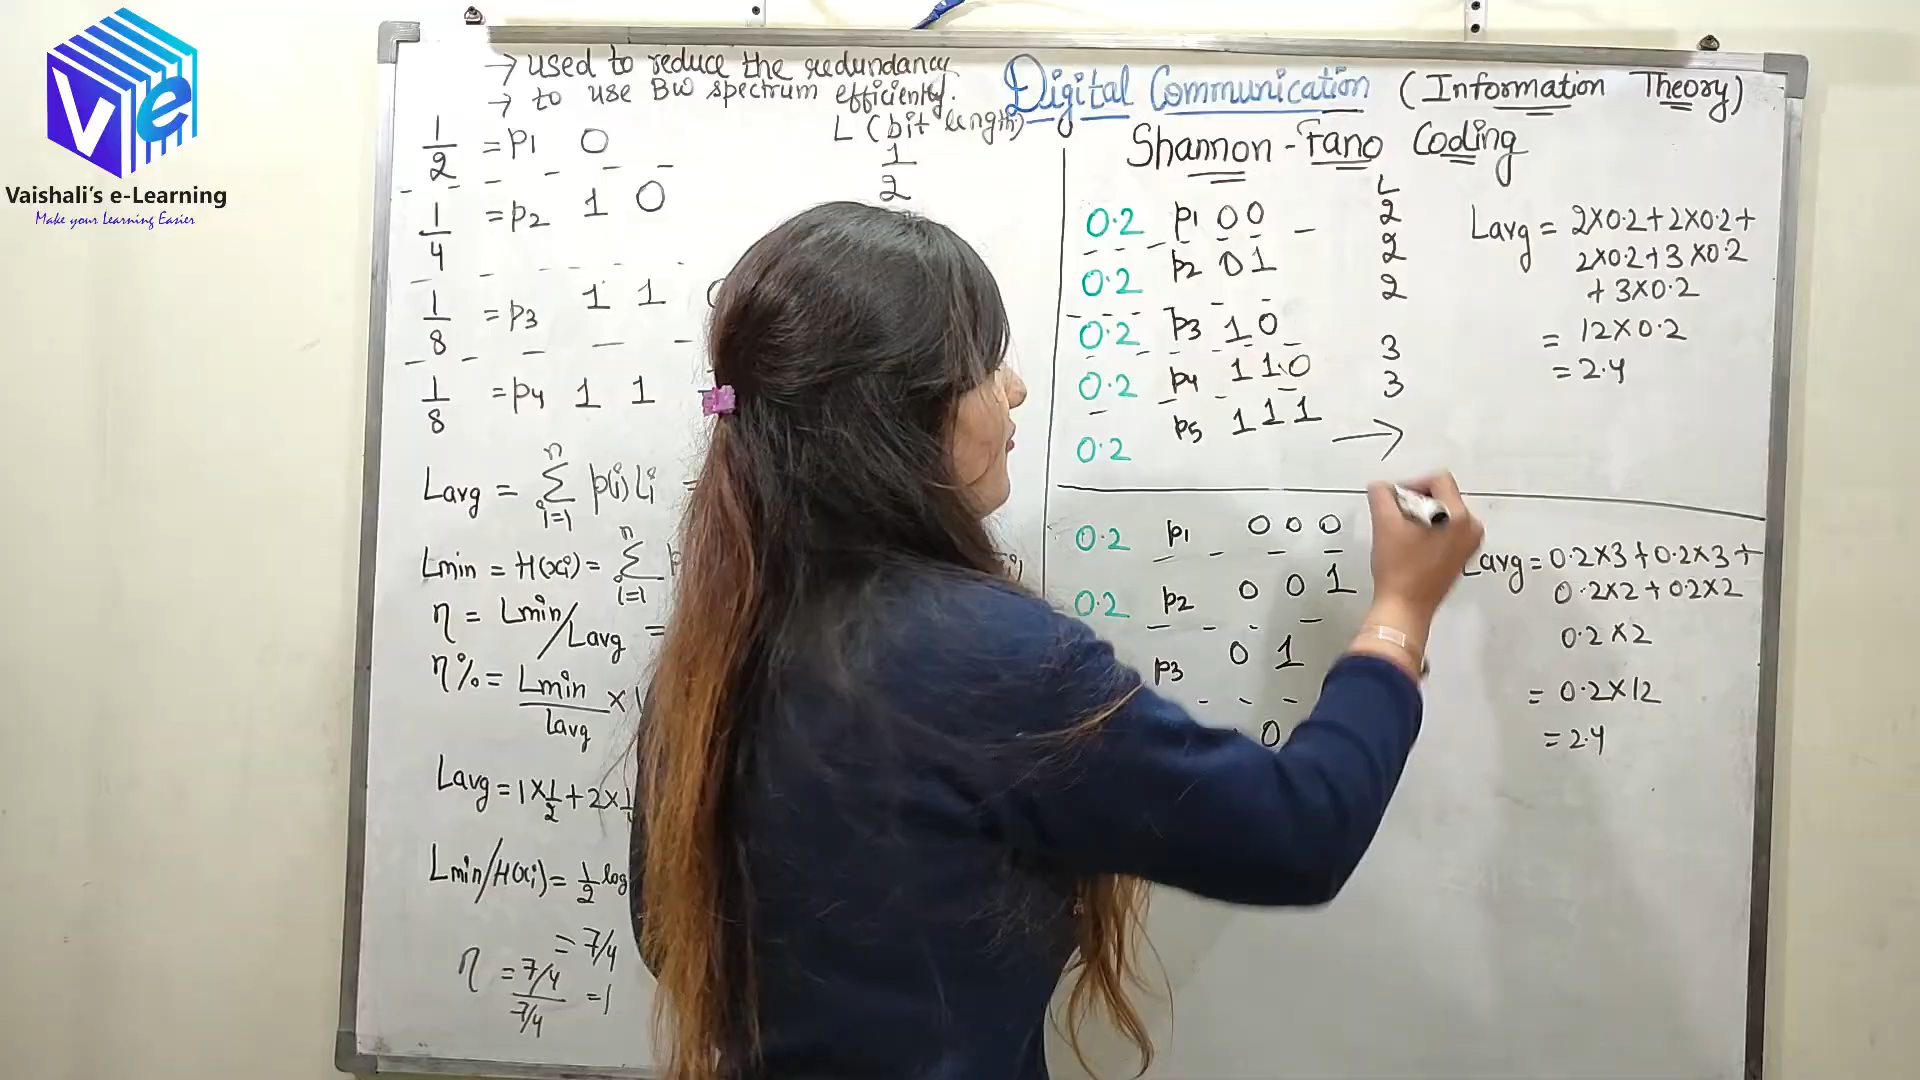 Ve
Vaishali's e-Learning
Make your Learning Easier
→ used to reduce the redundancy
→ to use BW spectrum efficiently.
L (bit length)
1/2 = p1 0
1/2
1/4 = p2 1 0
1/8 = p3 1 1
1/8 = p4 1 1
Lavg = n Σ i=1 p(i) Li =
Lmin = H(xi) = n Σ i=1
η = Lmin/Lavg =
η% = Lmin/Lavg ×
Lavg = 1×1/2 + 2×
Lmin/H(xi) = 1/2 log
= 7/4
η = 7/4 / 7/4 = 1
Digital Communication (Information Theory)
Shannon-Fano Coding
L
0.2 p1 0 0 2
0.2 p2 0 1 2
0.2 p3 1 0 2
0.2 p4 1 1 0 3
0.2 p5 1 1 1 → 3
Lavg = 2×0.2+2×0.2+
2×0.2+3×0.2
+3×0.2
= 12×0.2
= 2.4
0.2 p1 0 0 0
0.2 p2 0 0 1
p3 0 1
0
Lavg = 0.2×3+0.2×3+
0.2×2+0.2×2
0.2×2
= 0.2×12
= 2.4